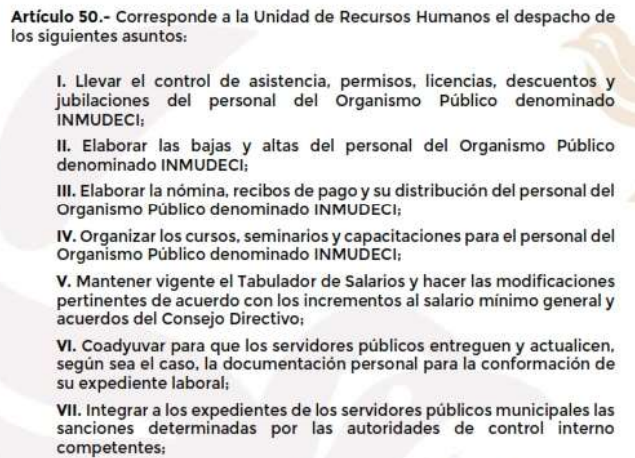 Artículo 50.- Corresponde a la Unidad de Recursos Humanos el despacho de
los siguientes asuntos:
I. Llevar el control de asistencia, permisos, licencias, descuentos y
jubilaciones del personal del Organismo Público denominado
INMUDECI;
II. Elaborar las bajas y altas del personal del Organismo Público
denominado INMUDECI;
III. Elaborar la nómina, recibos de pago y su distribución del personal del
Organismo Público denominado INMUDECI;
IV. Organizar los cursos, seminarios y capacitaciones para el personal del
Organismo Público denominado INMUDECI;
V. Mantener vigente el Tabulador de Salarios y hacer las modificaciones
pertinentes de acuerdo con los incrementos al salario mínimo general y
acuerdos del Consejo Directivo;
VI. Coadyuvar para que los servidores públicos entreguen y actualicen,
según sea el caso, la documentación personal para la conformación de
su expediente laboral;
VII. Integrar a los expedientes de los servidores públicos municipales las
sanciones determinadas por las autoridades de control interno
competentes;